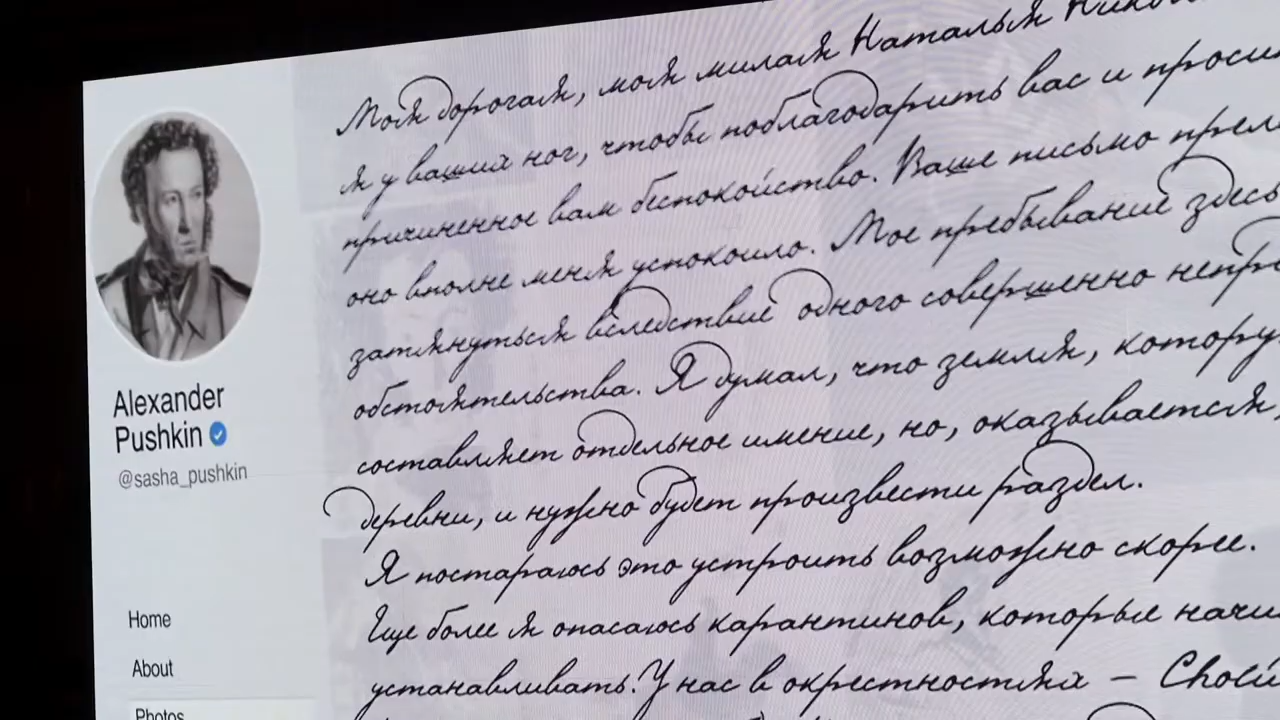 Моя дорогая, моя милая Наталья
я у ваших ног, чтобы поблагодарить вас и
причиненное вам беспокойство. Ваше письмо
оно вполне меня успокоило. Мое пребывание здесь
затянуться вследствие одного совершенно
обстоятельства. Я думал, что земля,
составляет отдельное имение, но, оказывается,
деревни, и нужно будет произвести раздел.
Я постараюсь это устроить возможно скорее.
Еще более я опасаюсь карантинов, которые
устанавливать. У нас в окрестностях –
Alexander
Pushkin
@sasha_pushkin
Home
About
Photos